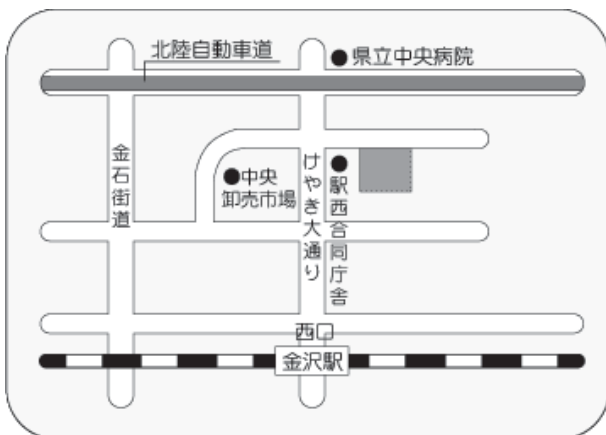 北陸自動車道
●県立中央病院
金石街道
●中央
卸売市場
けやき大通り
●駅西合同庁舎
西口
金沢駅